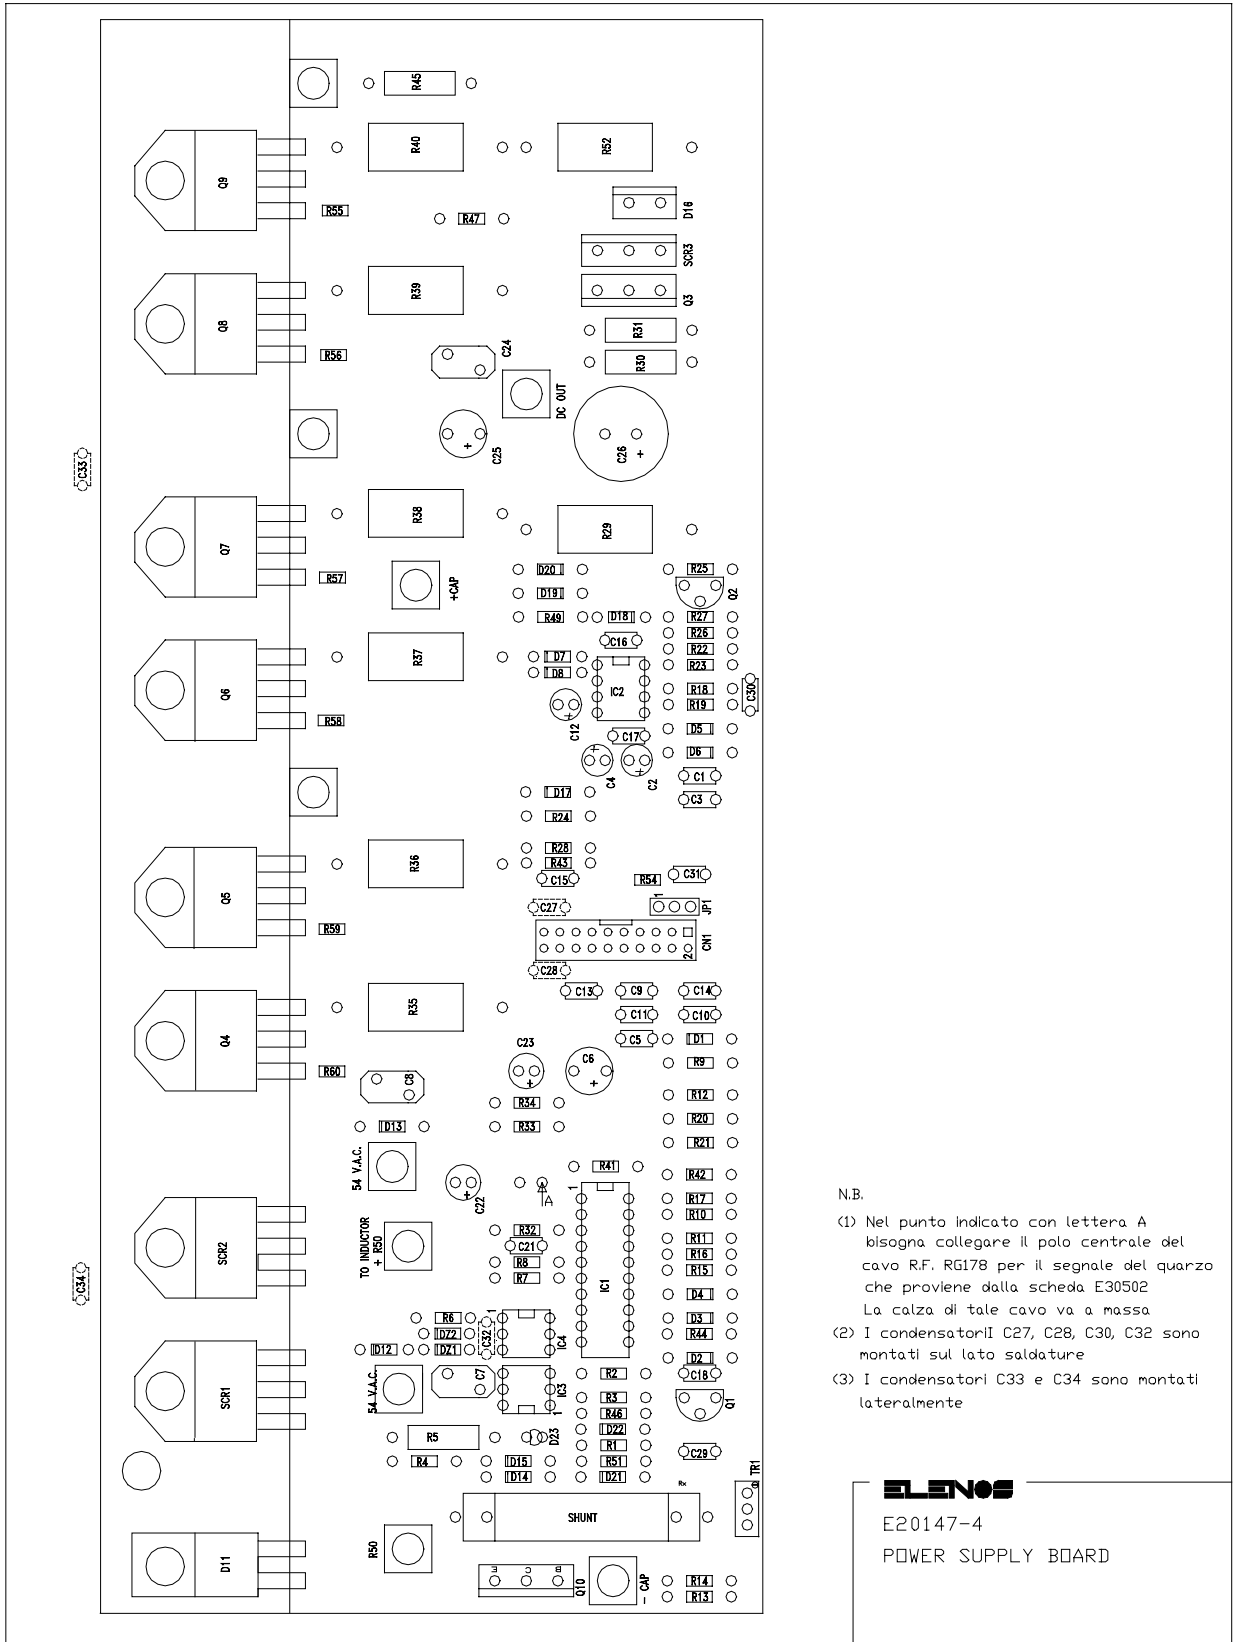 R45
R40
R52
Q9
R55
R47
D16
SCR3
Q8
R39
Q3
R31
R56
C24
R30
DC OUT
C25
C26
+
+
C33
R38
Q7
R29
R57
+CAP
D20
R25
D19
Q2
R49
D18
R27
R26
C16
R22
R37
D7
R23
D8
Q6
IC2
R18
C30
R19
R58
C12
+
C17
D5
D6
+
+
C4
C2
C1
C3
D17
R24
R28
R36
R43
C15
R54
C31
Q5
C27
1
JP1
R59
CN1
2
C28
C13
C9
C14
R35
C11
C10
Q4
C23
C5
D1
C6
R9
R60
C8
+
+
R34
R12
D13
R33
R20
R21
54 V.A.C.
R41
R42
C22
+
A
1
R17
R10
SCR2
TO INDUCTOR
+ R50
R32
R11
C21
R16
R8
R15
R7
C34
IC1
D4
R6
1
D3
DZ2
C32
IC4
R44
D12
DZ1
D2
54 V.A.C.
C7
IC3
R2
C18
SCR1
R3
Q1
1
R46
R5
D23
D22
R1
C29
R4
D15
R51
D14
D21
TR1
Rx
SHUNT
R50
D11
E
C
B
Q10
- CAP
R14
R13
N.B.
(1) Nel punto indicato con lettera A
bisogna collegare il polo centrale del
cavo R.F. RG178 per il segnale del quarzo
che proviene dalla scheda E30502
La calza di tale cavo va a massa
(2) I condensatoriI C27, C28, C30, C32 sono
montati sul lato saldature
(3) I condensatori C33 e C34 sono montati
lateralmente
ELENOS
E20147-4
POWER SUPPLY BOARD